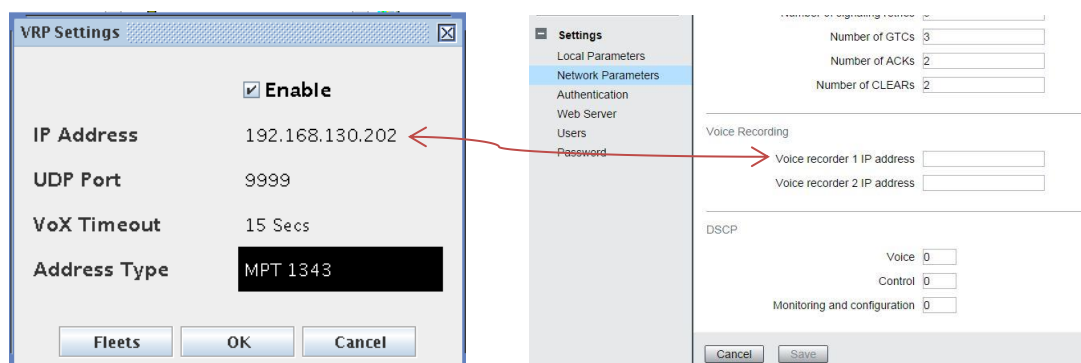 VRP Settings
Enable
IP Address 192.168.130.202
UDP Port 9999
VoX Timeout 15 Secs
Address Type MPT 1343
Fleets OK Cancel
Settings
Local Parameters
Network Parameters
Authentication
Web Server
Users
Password
Number of GTCs 3
Number of ACKs 2
Number of CLEARs 2
Voice Recording
Voice recorder 1 IP address
Voice recorder 2 IP address
DSCP
Voice 0
Control 0
Monitoring and configuration 0
Cancel Save